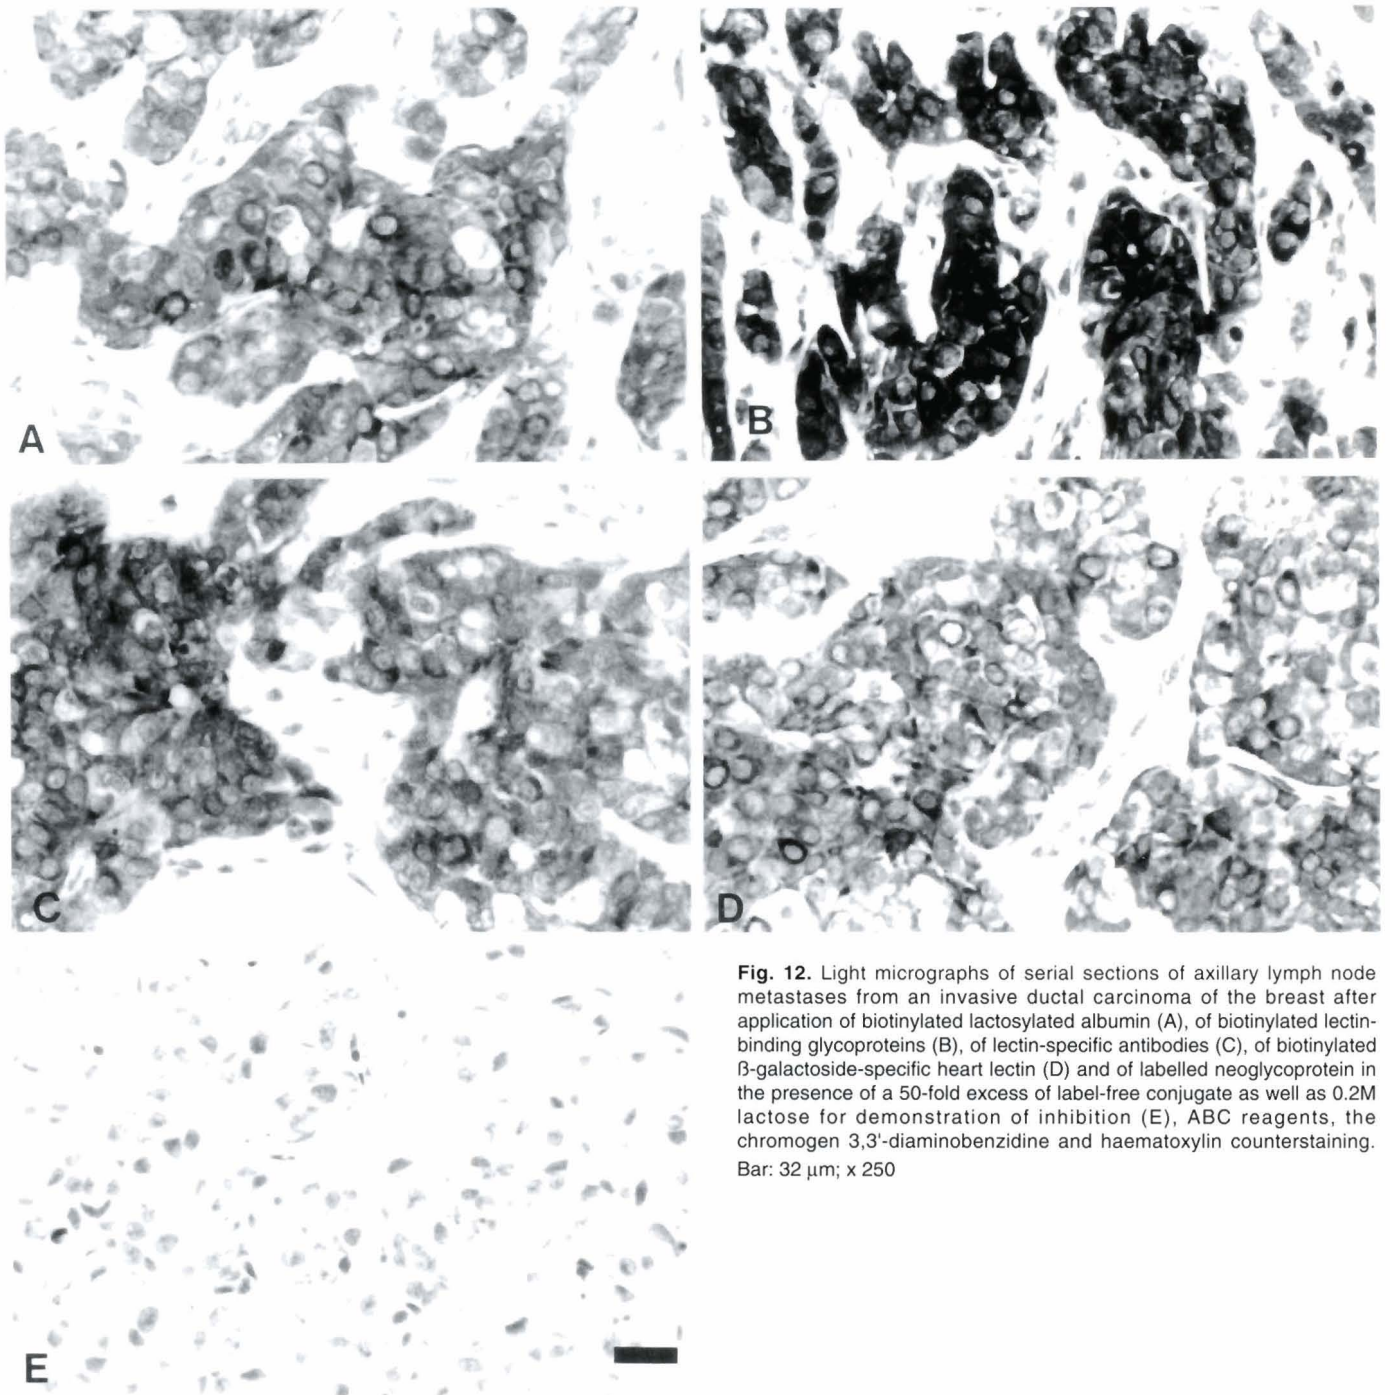 A
B
C
D
E
Fig. 12. Light micrographs of serial sections of axillary lymph node
metastases from an invasive ductal carcinoma of the breast after
application of biotinylated lactosylated albumin (A), of biotinylated lectin-
binding glycoproteins (B), of lectin-specific antibodies (C), of biotinylated
ß-galactoside-specific heart lectin (D) and of labelled neoglycoprotein in
the presence of a 50-fold excess of label-free conjugate as well as 0.2M
lactose for demonstration of inhibition (E), ABC reagents, the
chromogen 3,3'-diaminobenzidine and haematoxylin counterstaining.
Bar: 32 µm; x 250